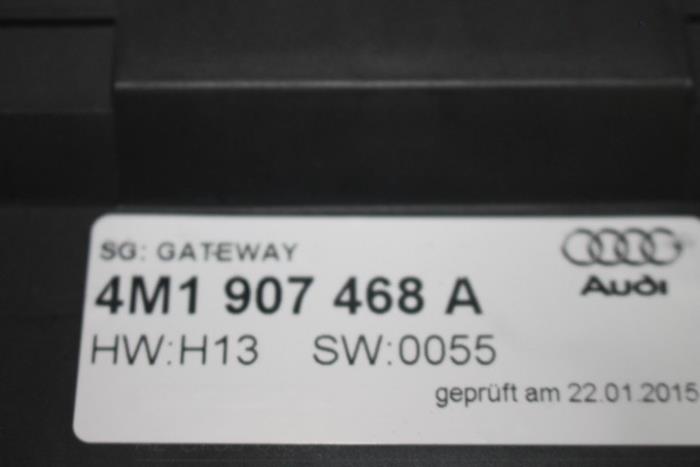 SG: GATEWAY
Audi
4M1 907 468 A
HW:H13 SW:0055
geprüft am 22.01.2015